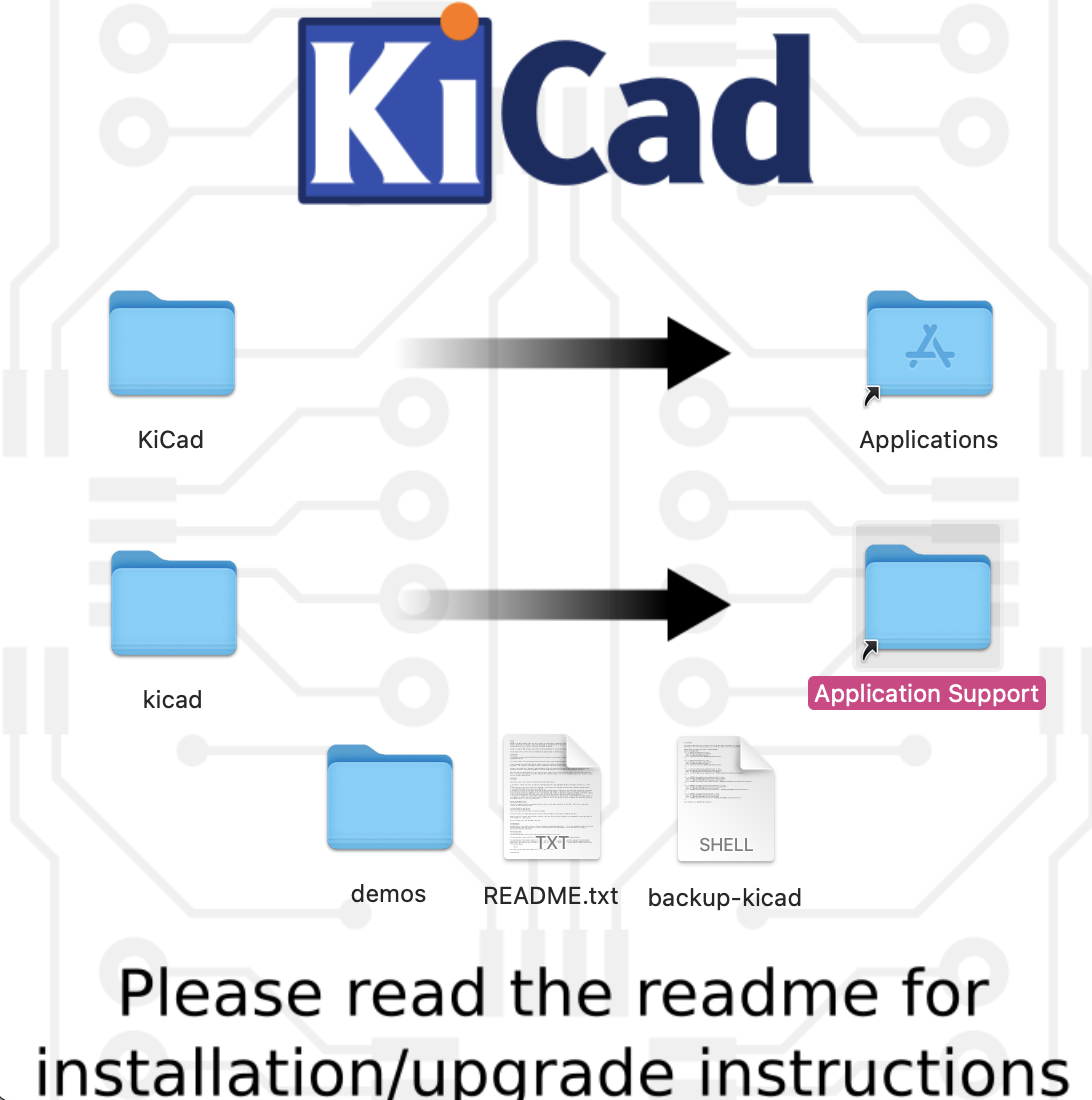 KiCad
KiCad
Applications
kicad
Application Support
TXT
SHELL
demos
README.txt
backup-kicad
Please read the readme for
installation/upgrade instructions